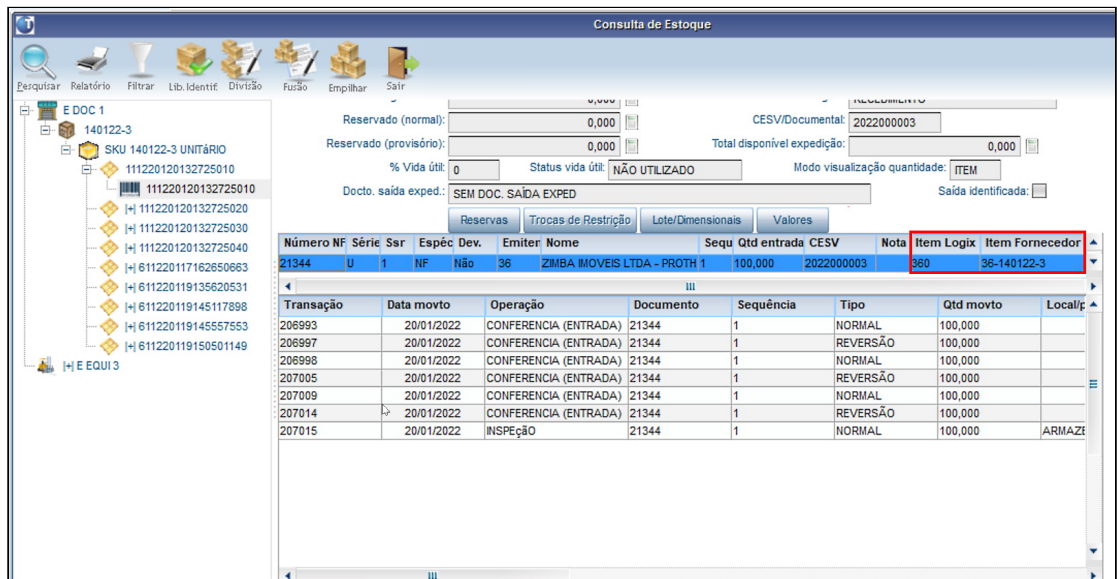 Consulta de Estoque
Pesquisar Relatório Filtrar Lib. Identif. Divisão Fusão Empilhar Sair
E DOC 1
140122-3
SKU 140122-3 UNITáRIO
111220120132725010
111220120132725010
[+] 111220120132725020
[+] 111220120132725030
[+] 111220120132725040
[+] 611220117162650663
[+] 611220119135620531
[+] 611220119145117898
[+] 611220119145557553
[+] 611220119150501149
[+] E EQUI 3
Reservado (normal): 0,000 CESV/Documental: 2022000003
Reservado (provisório): 0,000 Total disponível expedição: 0,000
% Vida útil: 0 Status vida útil: NÃO UTILIZADO Modo visualização quantidade: ITEM
Docto. saída exped.: SEM DOC. SAÍDA EXPED Saída identificada:
Reservas Trocas de Restrição Lote/Dimensionais Valores
Número NF Série Ssr Espéc Dev. Emiten Nome Sequ Qtd entrada CESV Nota Item Logix Item Fornecedor
21344 U 1 NF Não 36 ZIMBA IMOVEIS LTDA - PROTH 1 100,000 2022000003 360 36-140122-3
Transação Data movto Operação Documento Sequência Tipo Qtd movto Local/p
206993 20/01/2022 CONFERENCIA (ENTRADA) 21344 1 NORMAL 100,000
206997 20/01/2022 CONFERENCIA (ENTRADA) 21344 1 REVERSÃO 100,000
206998 20/01/2022 CONFERENCIA (ENTRADA) 21344 1 NORMAL 100,000
207005 20/01/2022 CONFERENCIA (ENTRADA) 21344 1 REVERSÃO 100,000
207009 20/01/2022 CONFERENCIA (ENTRADA) 21344 1 NORMAL 100,000
207014 20/01/2022 CONFERENCIA (ENTRADA) 21344 1 REVERSÃO 100,000
207015 20/01/2022 INSPEçãO 21344 1 NORMAL 100,000 ARMAZE